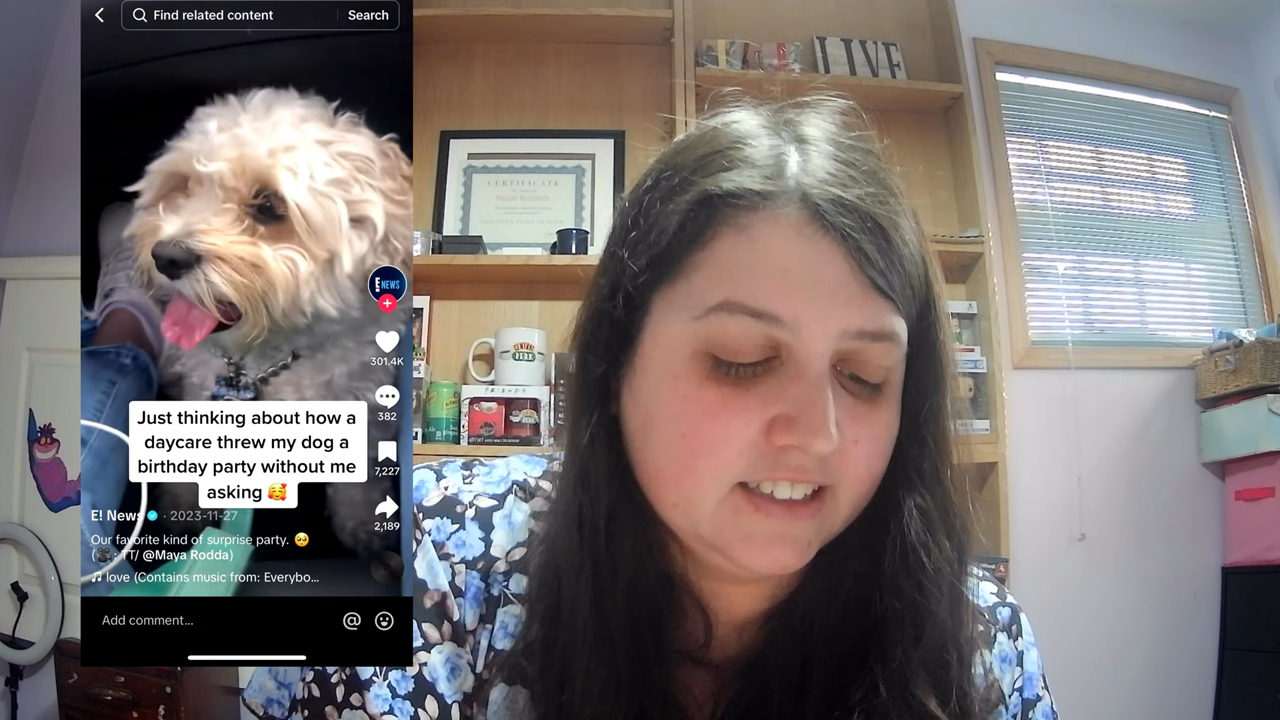 Find related content
Search
LIVE
CERTIFICATE
E! NEWS
301.4K
382
7,227
2,189
Just thinking about how a
daycare threw my dog a
birthday party without me
asking 🥰
E! News · 2023-11-27
Our favorite kind of surprise party. 🥺
(🎥: TT/ @Maya Rodda)
love (Contains music from: Everybo...
Add comment...
@
FRIENDS